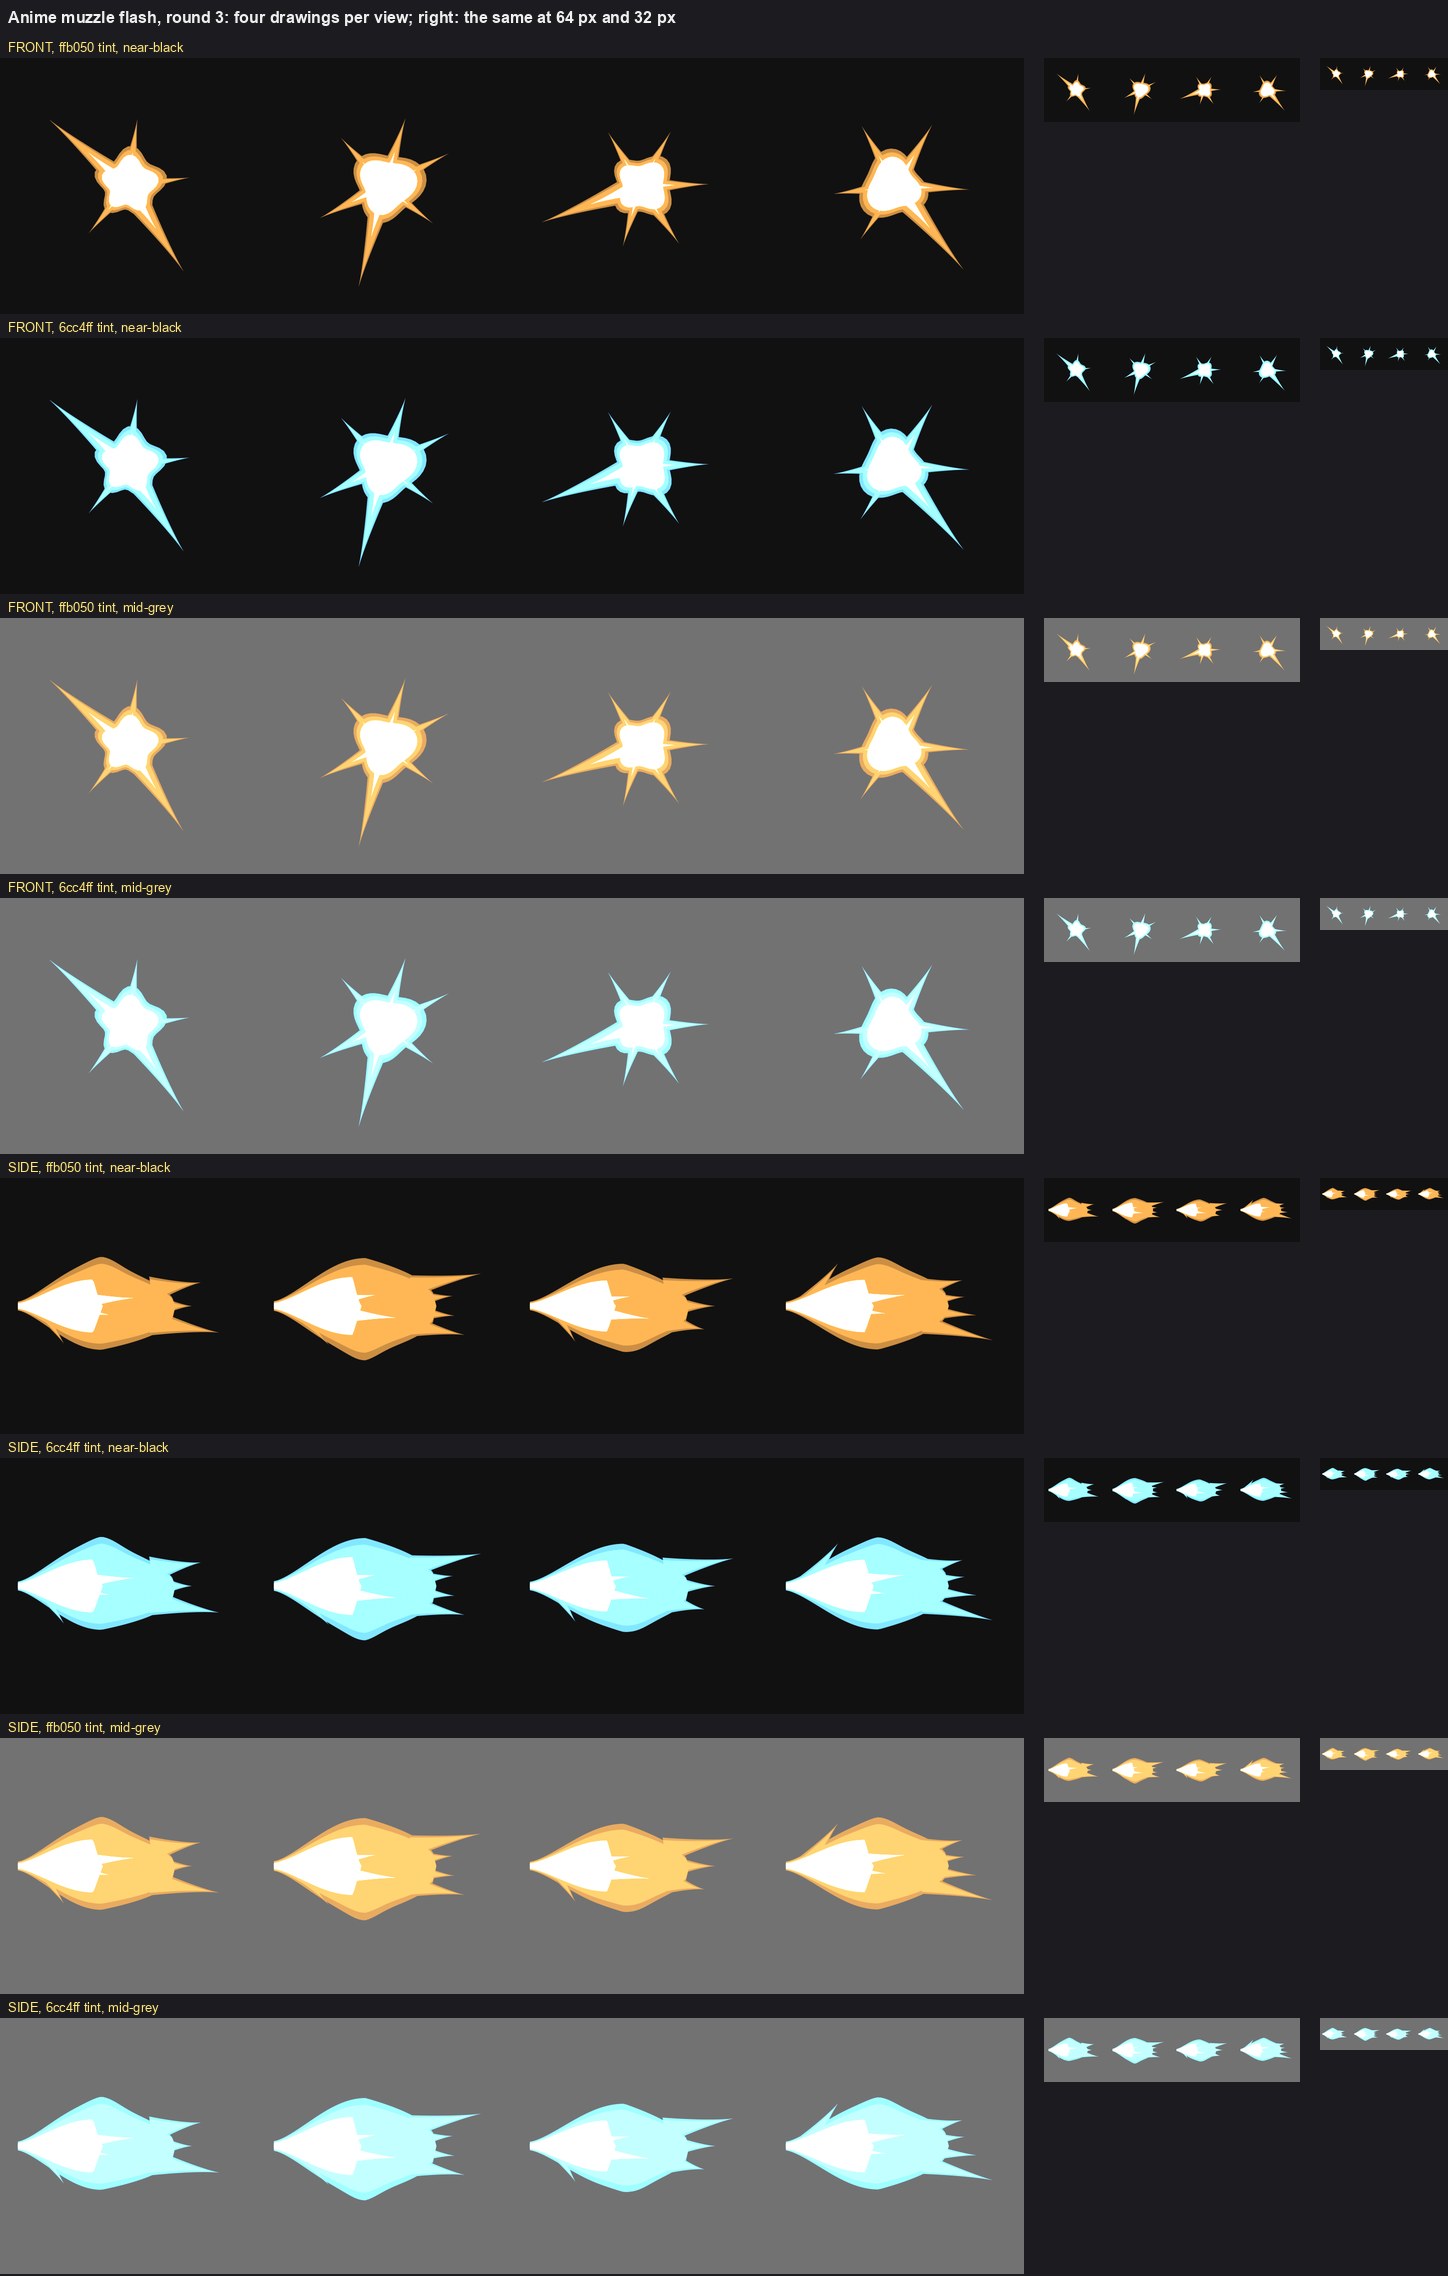 Anime muzzle flash, round 3: four drawings per view; right: the same at 64 px and 32 px
FRONT, ffb050 tint, near-black
FRONT, 6cc4ff tint, near-black
FRONT, ffb050 tint, mid-grey
FRONT, 6cc4ff tint, mid-grey
SIDE, ffb050 tint, near-black
SIDE, 6cc4ff tint, near-black
SIDE, ffb050 tint, mid-grey
SIDE, 6cc4ff tint, mid-grey